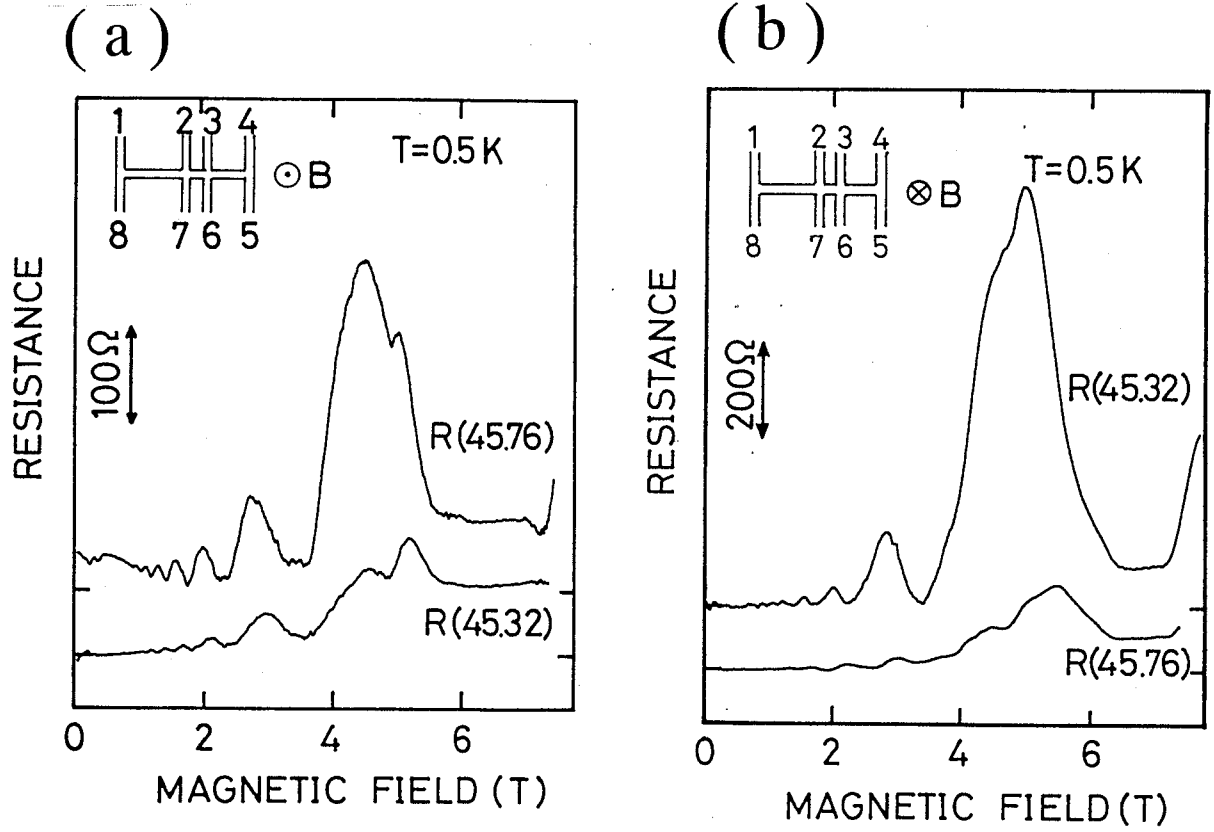 (a)
1 2 3 4
T=0.5 K
⊙ B
8 7 6 5
RESISTANCE
100Ω
R(45.76)
R(45.32)
0 2 4 6
MAGNETIC FIELD (T)
(b)
1 2 3 4
T=0.5 K
⊗ B
8 7 6 5
RESISTANCE
200Ω
R(45.32)
R(45.76)
0 2 4 6
MAGNETIC FIELD (T)